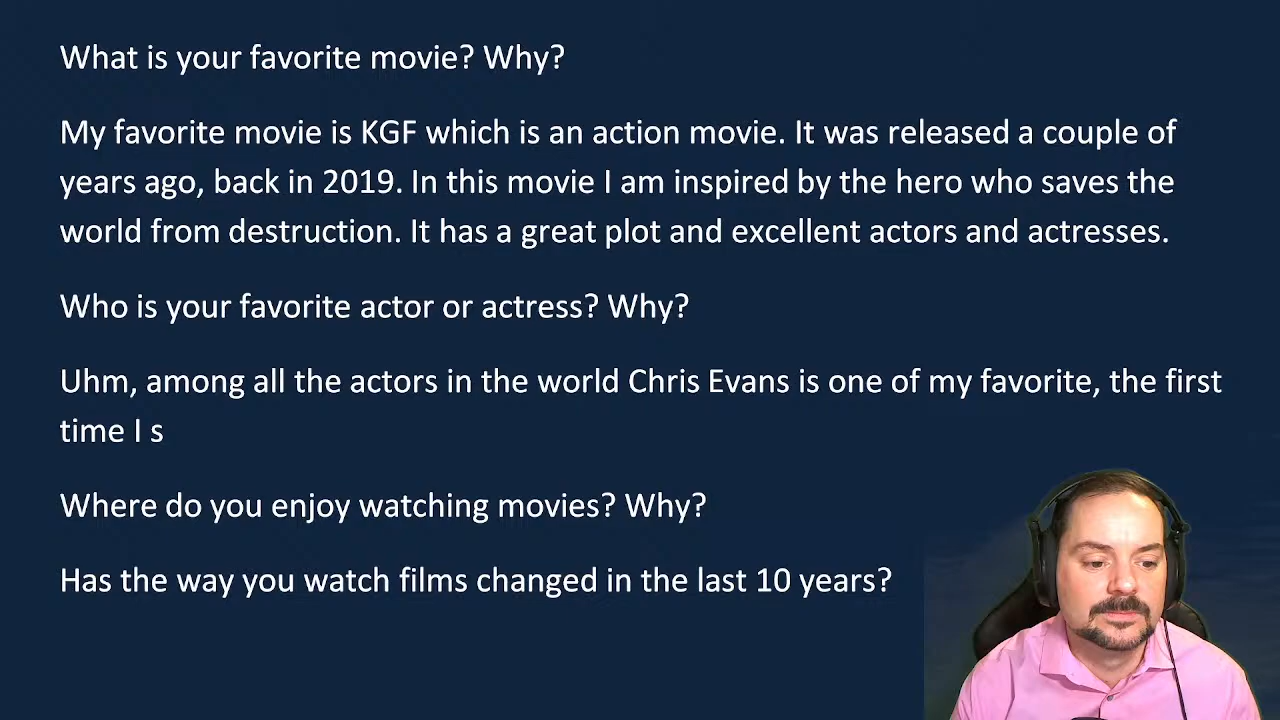 What is your favorite movie? Why?
My favorite movie is KGF which is an action movie. It was released a couple of
years ago, back in 2019. In this movie I am inspired by the hero who saves the
world from destruction. It has a great plot and excellent actors and actresses.
Who is your favorite actor or actress? Why?
Uhm, among all the actors in the world Chris Evans is one of my favorite, the first
time I s
Where do you enjoy watching movies? Why?
Has the way you watch films changed in the last 10 years?